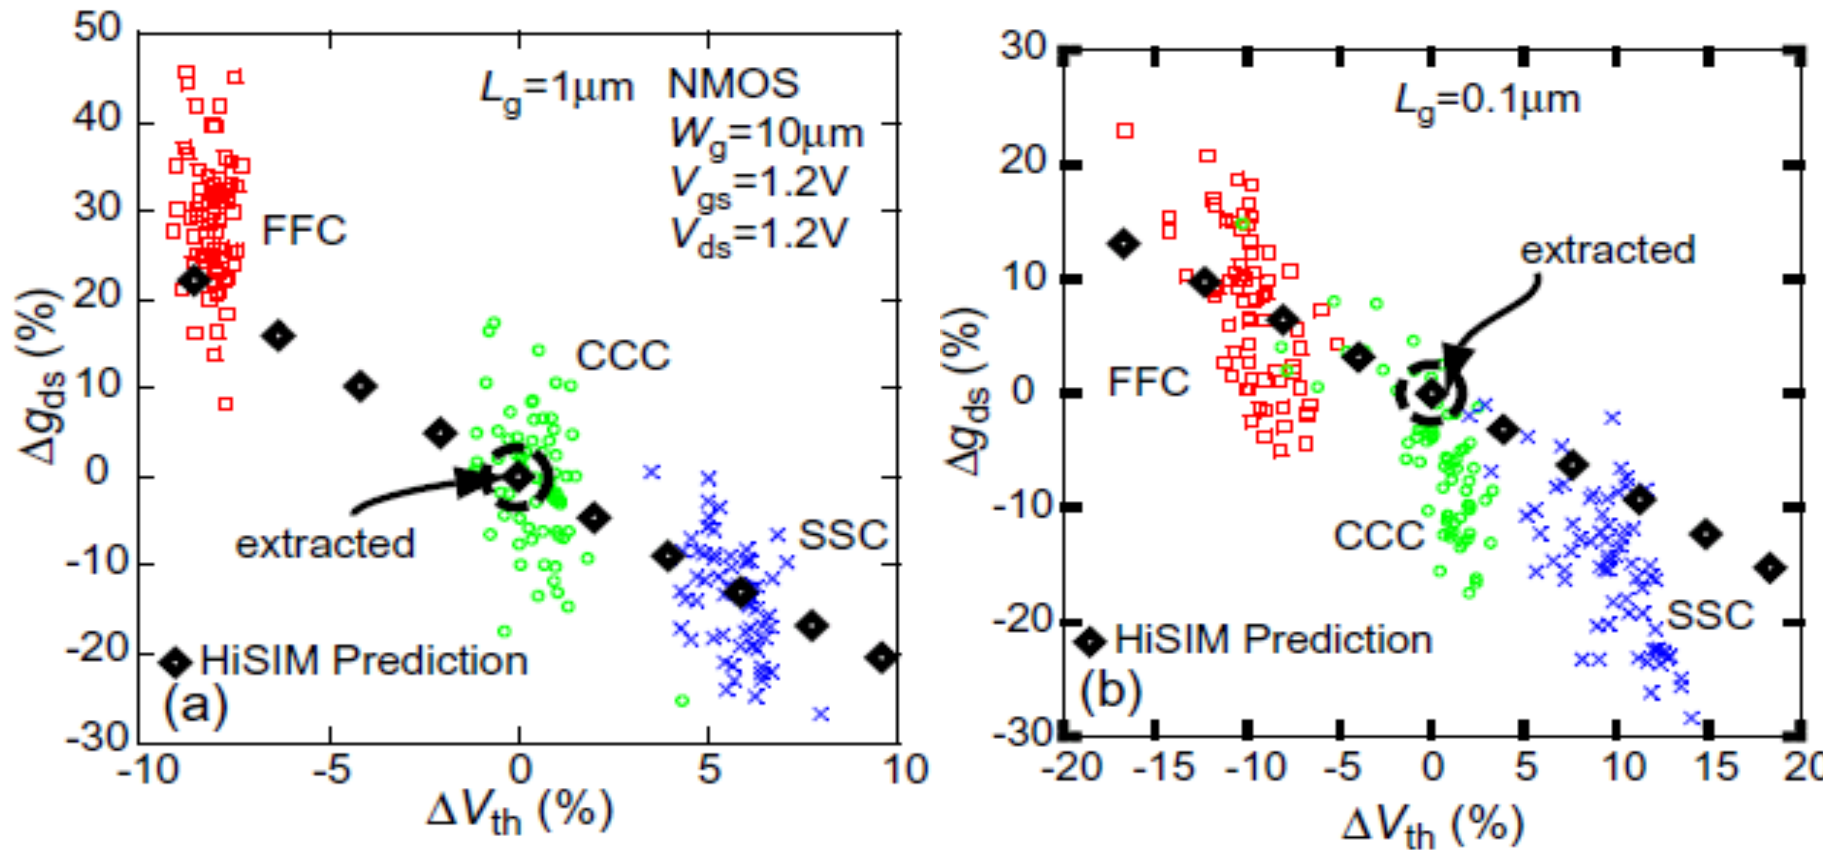 50
40
30
20
10
0
-10
-20
-30
Δgds (%)
Lg=1μm NMOS
Wg=10μm
Vgs=1.2V
Vds=1.2V
FFC
CCC
SSC
extracted
HiSIM Prediction
(a)
-10 -5 0 5 10
ΔVth (%)
30
20
10
0
-10
-20
-30
Δgds (%)
Lg=0.1μm
extracted
FFC
CCC
SSC
HiSIM Prediction
(b)
-20 -15 -10 -5 0 5 10 15 20
ΔVth (%)